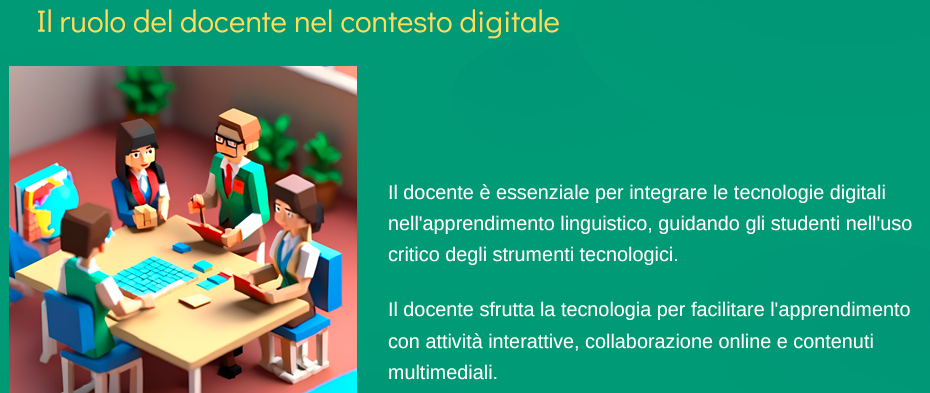 Il ruolo del docente nel contesto digitale
Il docente è essenziale per integrare le tecnologie digitali
nell'apprendimento linguistico, guidando gli studenti nell'uso
critico degli strumenti tecnologici.
Il docente sfrutta la tecnologia per facilitare l'apprendimento
con attività interattive, collaborazione online e contenuti
multimediali.